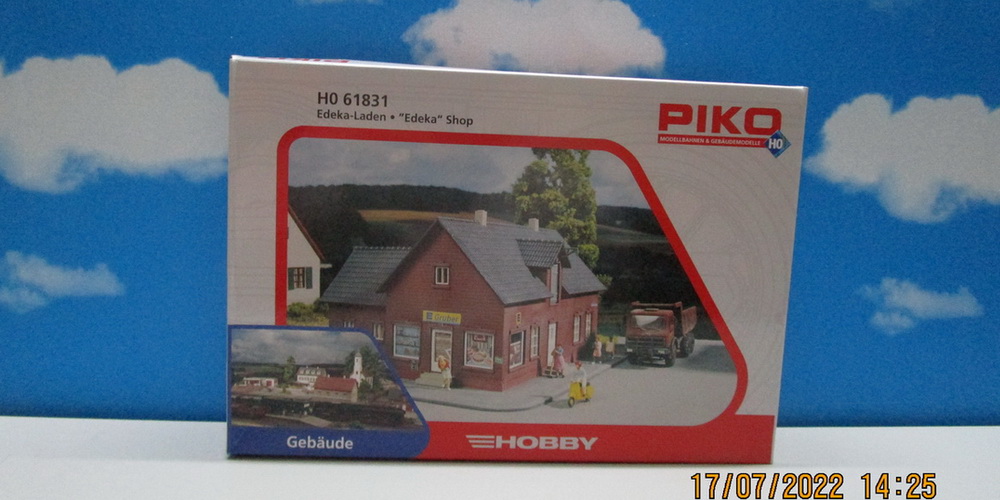 H0 61831
Edeka-Laden • "Edeka" Shop
PIKO
MODELLBAHNEN & GEBÄUDEMODELLE
H0
Gruber
Gebäude
HOBBY
17/07/2022 14:25